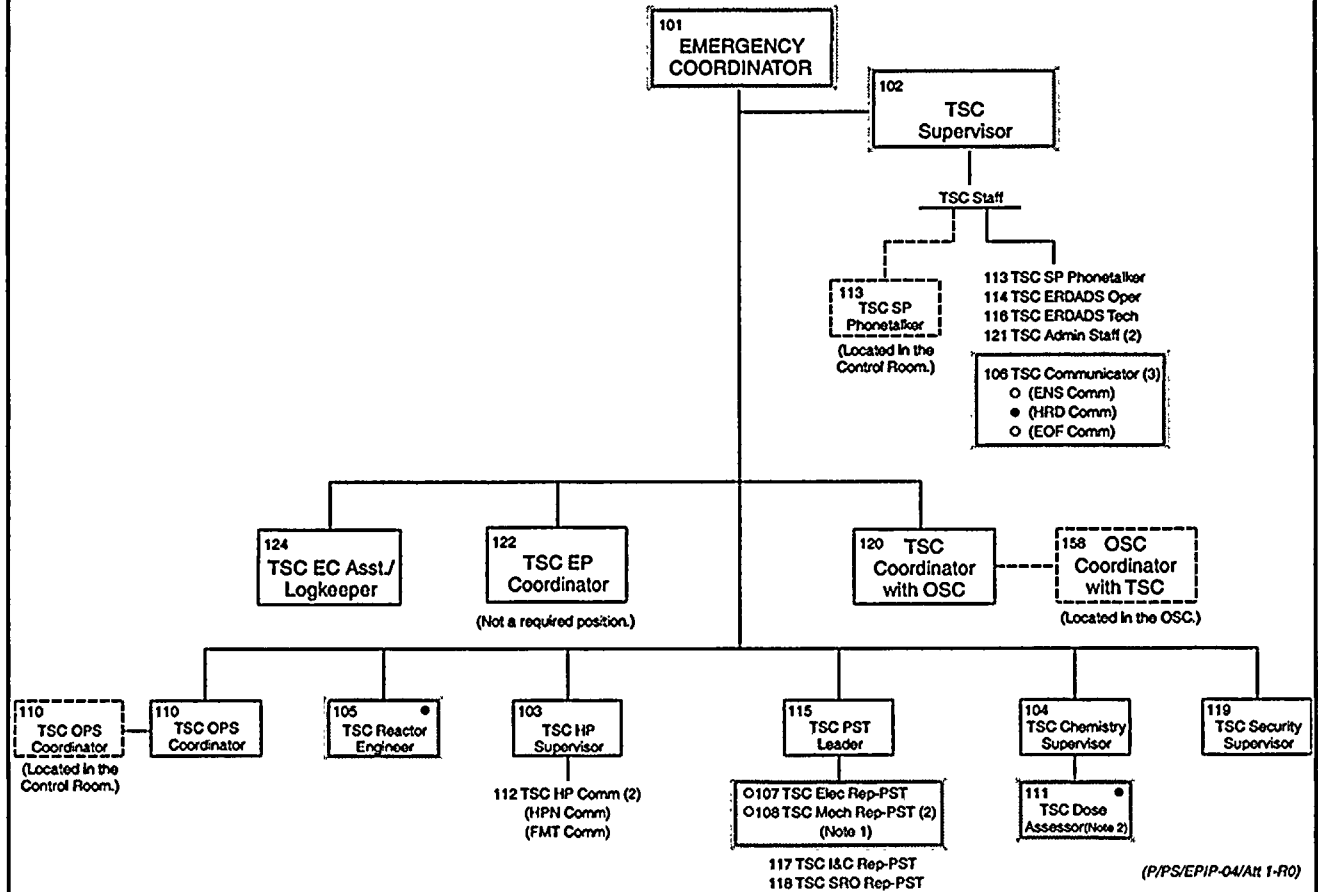 101
EMERGENCY
COORDINATOR
102
TSC
Supervisor
TSC Staff
113
TSC SP
Phonetalker
(Located in the
Control Room.)
113 TSC SP Phonetalker
114 TSC ERDADS Oper
116 TSC ERDADS Tech
121 TSC Admin Staff (2)
106 TSC Communicator (3)
○ (ENS Comm)
● (HRD Comm)
○ (EOF Comm)
124
TSC EC Asst./
Logkeeper
122
TSC EP
Coordinator
(Not a required position.)
120 TSC
Coordinator
with OSC
158 OSC
Coordinator
with TSC
(Located in the OSC.)
110
TSC OPS
Coordinator
(Located in the
Control Room.)
110
TSC OPS
Coordinator
105 ●
TSC Reactor
Engineer
103
TSC HP
Supervisor
112 TSC HP Comm (2)
(HPN Comm)
(FMT Comm)
115
TSC PST
Leader
○107 TSC Elec Rep-PST
○108 TSC Mech Rep-PST (2)
(Note 1)
117 TSC I&C Rep-PST
118 TSC SRO Rep-PST
104
TSC Chemistry
Supervisor
111 ●
TSC Dose
Assessor(Note 2)
119
TSC Security
Supervisor
(P/PS/EPIP-04/Att 1-R0)